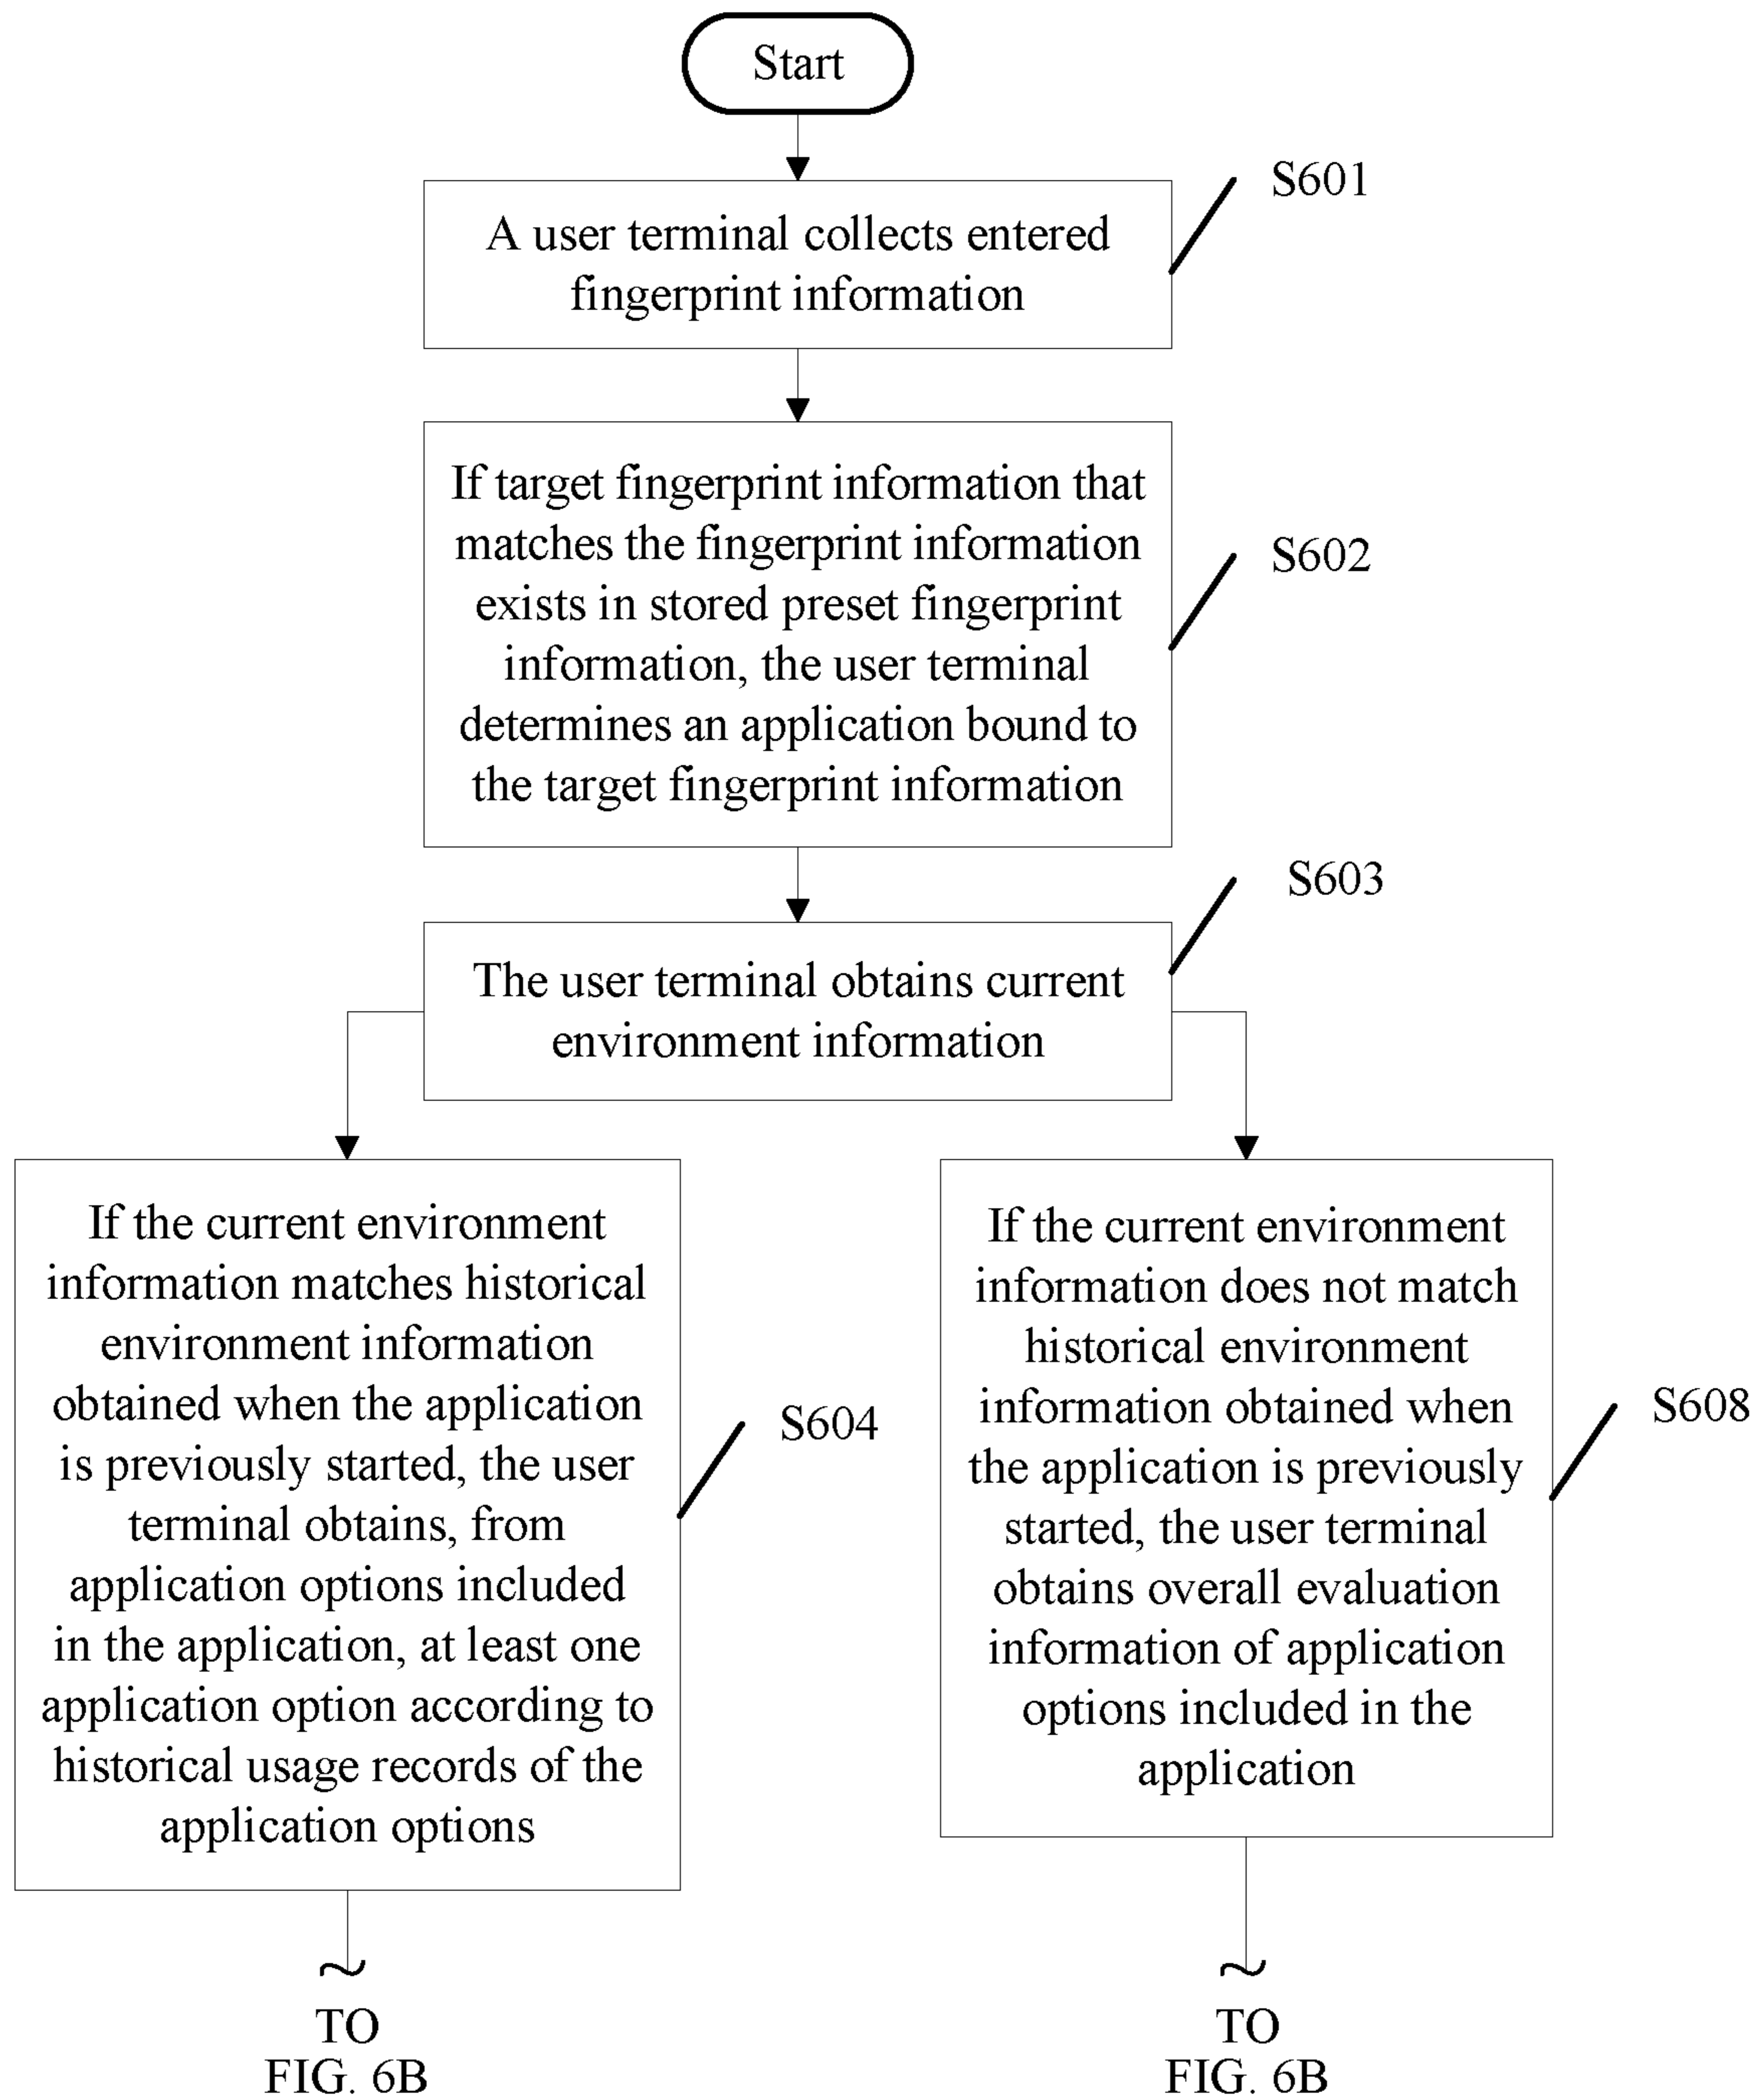 Start
S601
A user terminal collects entered
fingerprint information
If target fingerprint information that
matches the fingerprint information
exists in stored preset fingerprint
information, the user terminal
determines an application bound to
the target fingerprint information
S602
S603
The user terminal obtains current
environment information
If the current environment
information matches historical
environment information
obtained when the application
is previously started, the user
terminal obtains, from
application options included
in the application, at least one
application option according to
historical usage records of the
application options
S604
If the current environment
information does not match
historical environment
information obtained when
the application is previously
started, the user terminal
obtains overall evaluation
information of application
options included in the
application
S608
TO
FIG. 6B
TO
FIG. 6B